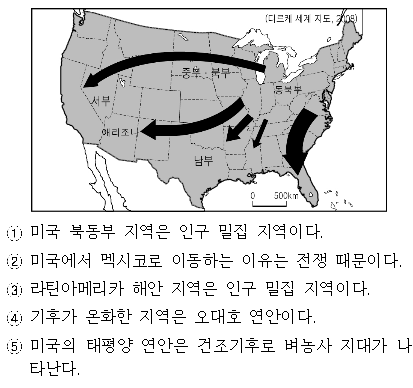 (디르케 세계 지도, 2008)
중부·북부
동북부
서부
애리조나
남부
0 500km
① 미국 북동부 지역은 인구 밀집 지역이다.
② 미국에서 멕시코로 이동하는 이유는 전쟁 때문이다.
③ 라틴아메리카 해안 지역은 인구 밀집 지역이다.
④ 기후가 온화한 지역은 오대호 연안이다.
⑤ 미국의 태평양 연안은 건조기후로 벼농사 지대가 나
타난다.